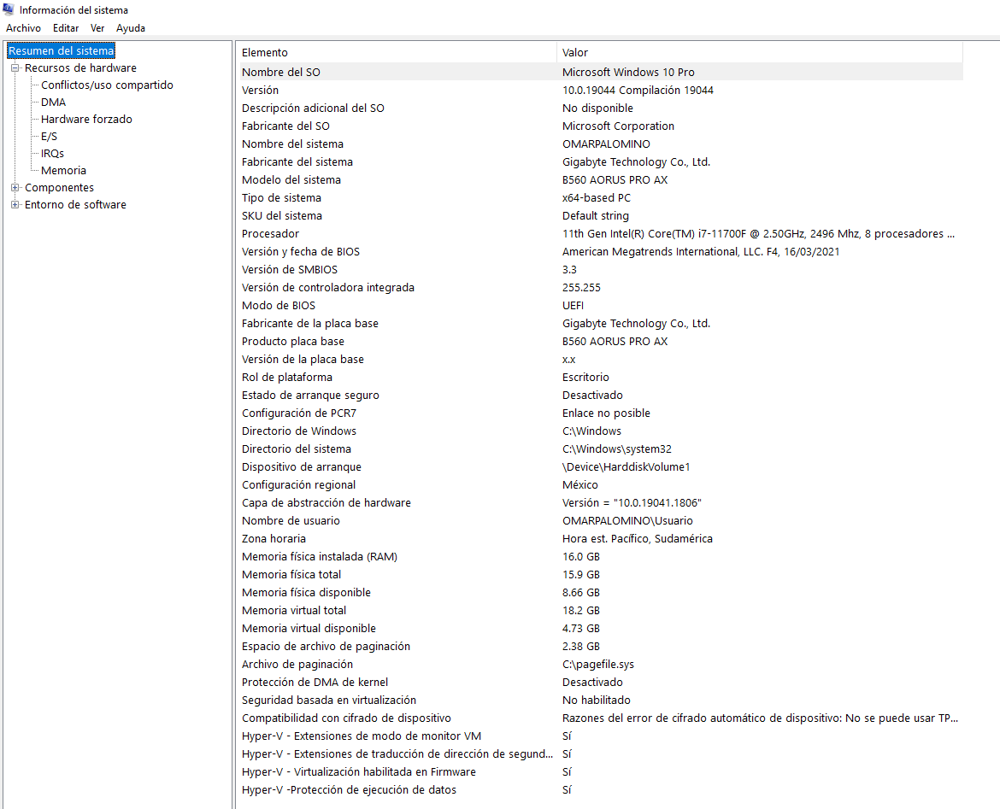 Información del sistema
Archivo Editar Ver Ayuda
Resumen del sistema
Recursos de hardware
Conflictos/uso compartido
DMA
Hardware forzado
E/S
IRQs
Memoria
Componentes
Entorno de software
Elemento Valor
Nombre del SO Microsoft Windows 10 Pro
Versión 10.0.19044 Compilación 19044
Descripción adicional del SO No disponible
Fabricante del SO Microsoft Corporation
Nombre del sistema OMARPALOMINO
Fabricante del sistema Gigabyte Technology Co., Ltd.
Modelo del sistema B560 AORUS PRO AX
Tipo de sistema x64-based PC
SKU del sistema Default string
Procesador 11th Gen Intel(R) Core(TM) i7-11700F @ 2.50GHz, 2496 Mhz, 8 procesadores ...
Versión y fecha de BIOS American Megatrends International, LLC. F4, 16/03/2021
Versión de SMBIOS 3.3
Versión de controladora integrada 255.255
Modo de BIOS UEFI
Fabricante de la placa base Gigabyte Technology Co., Ltd.
Producto placa base B560 AORUS PRO AX
Versión de la placa base x.x
Rol de plataforma Escritorio
Estado de arranque seguro Desactivado
Configuración de PCR7 Enlace no posible
Directorio de Windows C:\Windows
Directorio del sistema C:\Windows\system32
Dispositivo de arranque \Device\HarddiskVolume1
Configuración regional México
Capa de abstracción de hardware Versión = "10.0.19041.1806"
Nombre de usuario OMARPALOMINO\Usuario
Zona horaria Hora est. Pacífico, Sudamérica
Memoria física instalada (RAM) 16.0 GB
Memoria física total 15.9 GB
Memoria física disponible 8.66 GB
Memoria virtual total 18.2 GB
Memoria virtual disponible 4.73 GB
Espacio de archivo de paginación 2.38 GB
Archivo de paginación C:\pagefile.sys
Protección de DMA de kernel Desactivado
Seguridad basada en virtualización No habilitado
Compatibilidad con cifrado de dispositivo Razones del error de cifrado automático de dispositivo: No se puede usar TP...
Hyper-V - Extensiones de modo de monitor VM Sí
Hyper-V - Extensiones de traducción de dirección de segund... Sí
Hyper-V - Virtualización habilitada en Firmware Sí
Hyper-V -Protección de ejecución de datos Sí